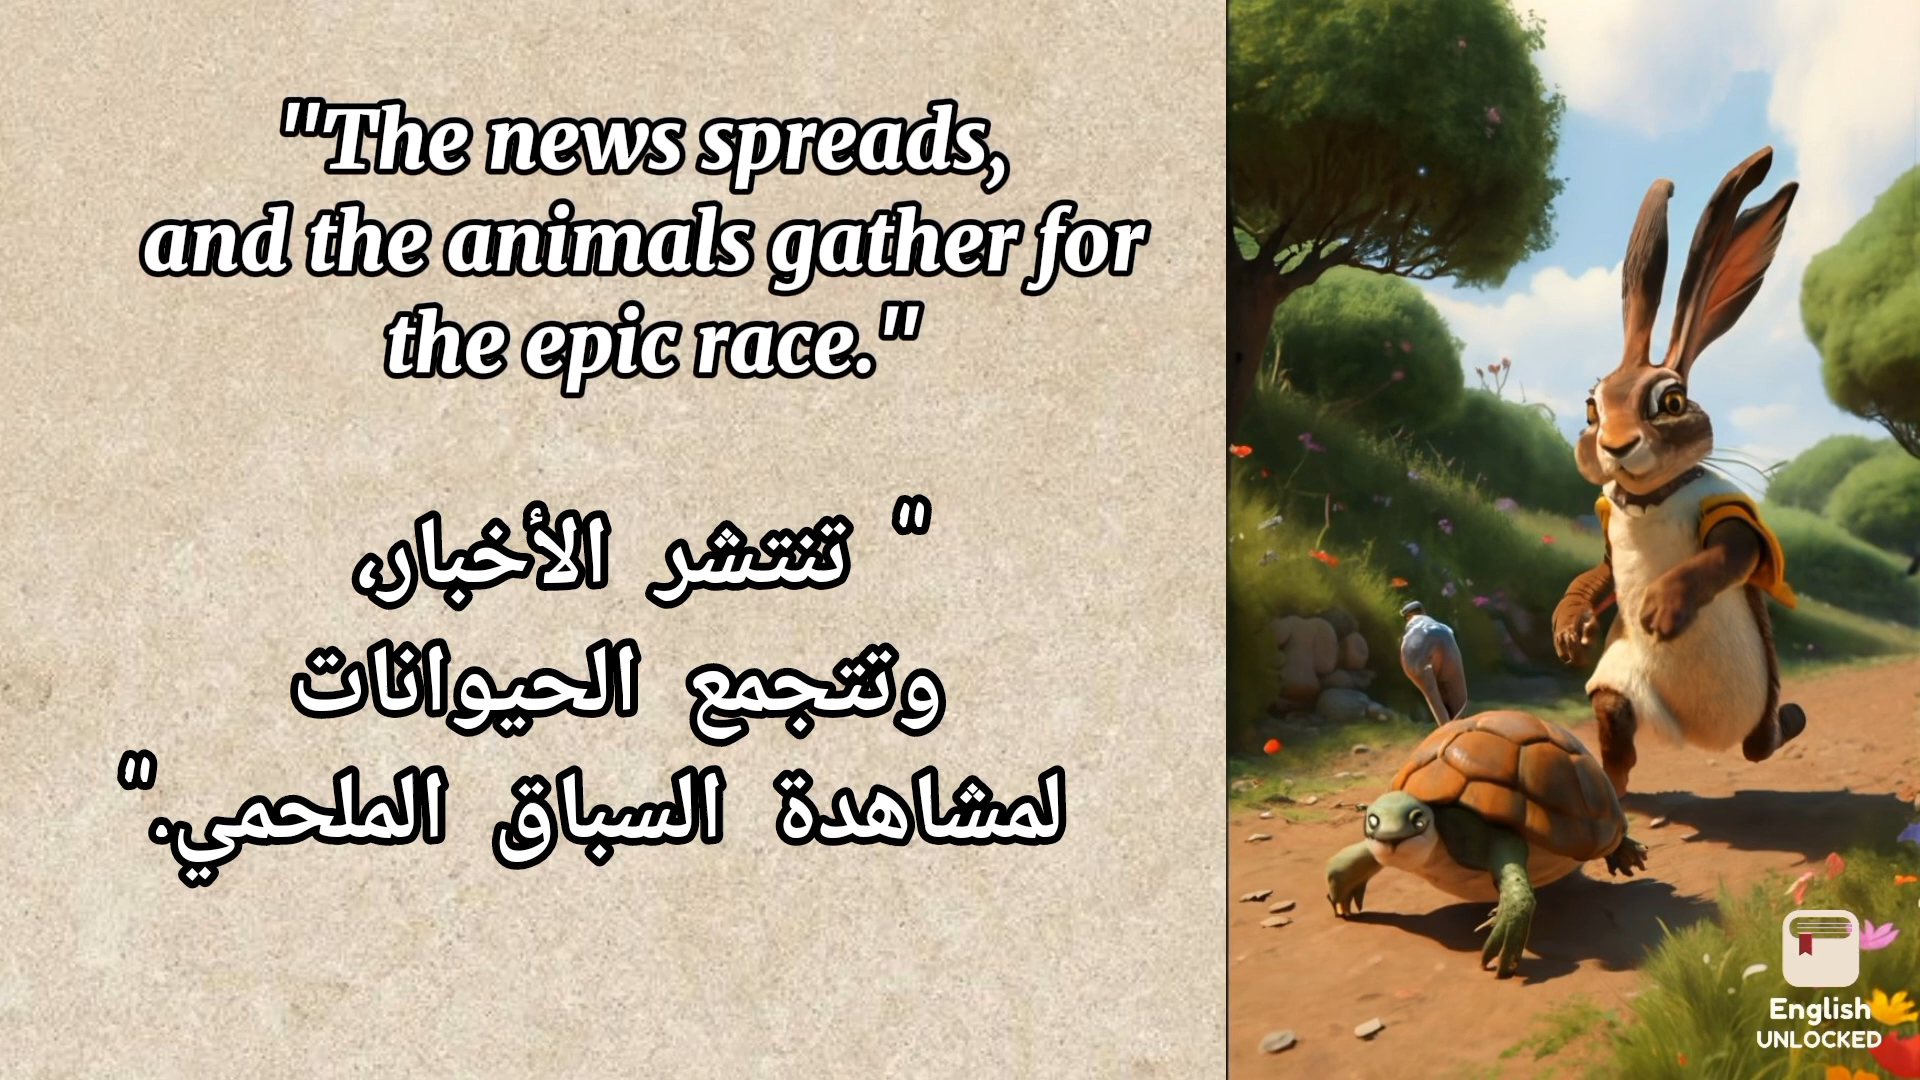 "The news spreads,
and the animals gather for
the epic race."
" تنتشر الأخبار،
وتتجمع الحيوانات
لمشاهدة السباق الملحمي."
English
UNLOCKED